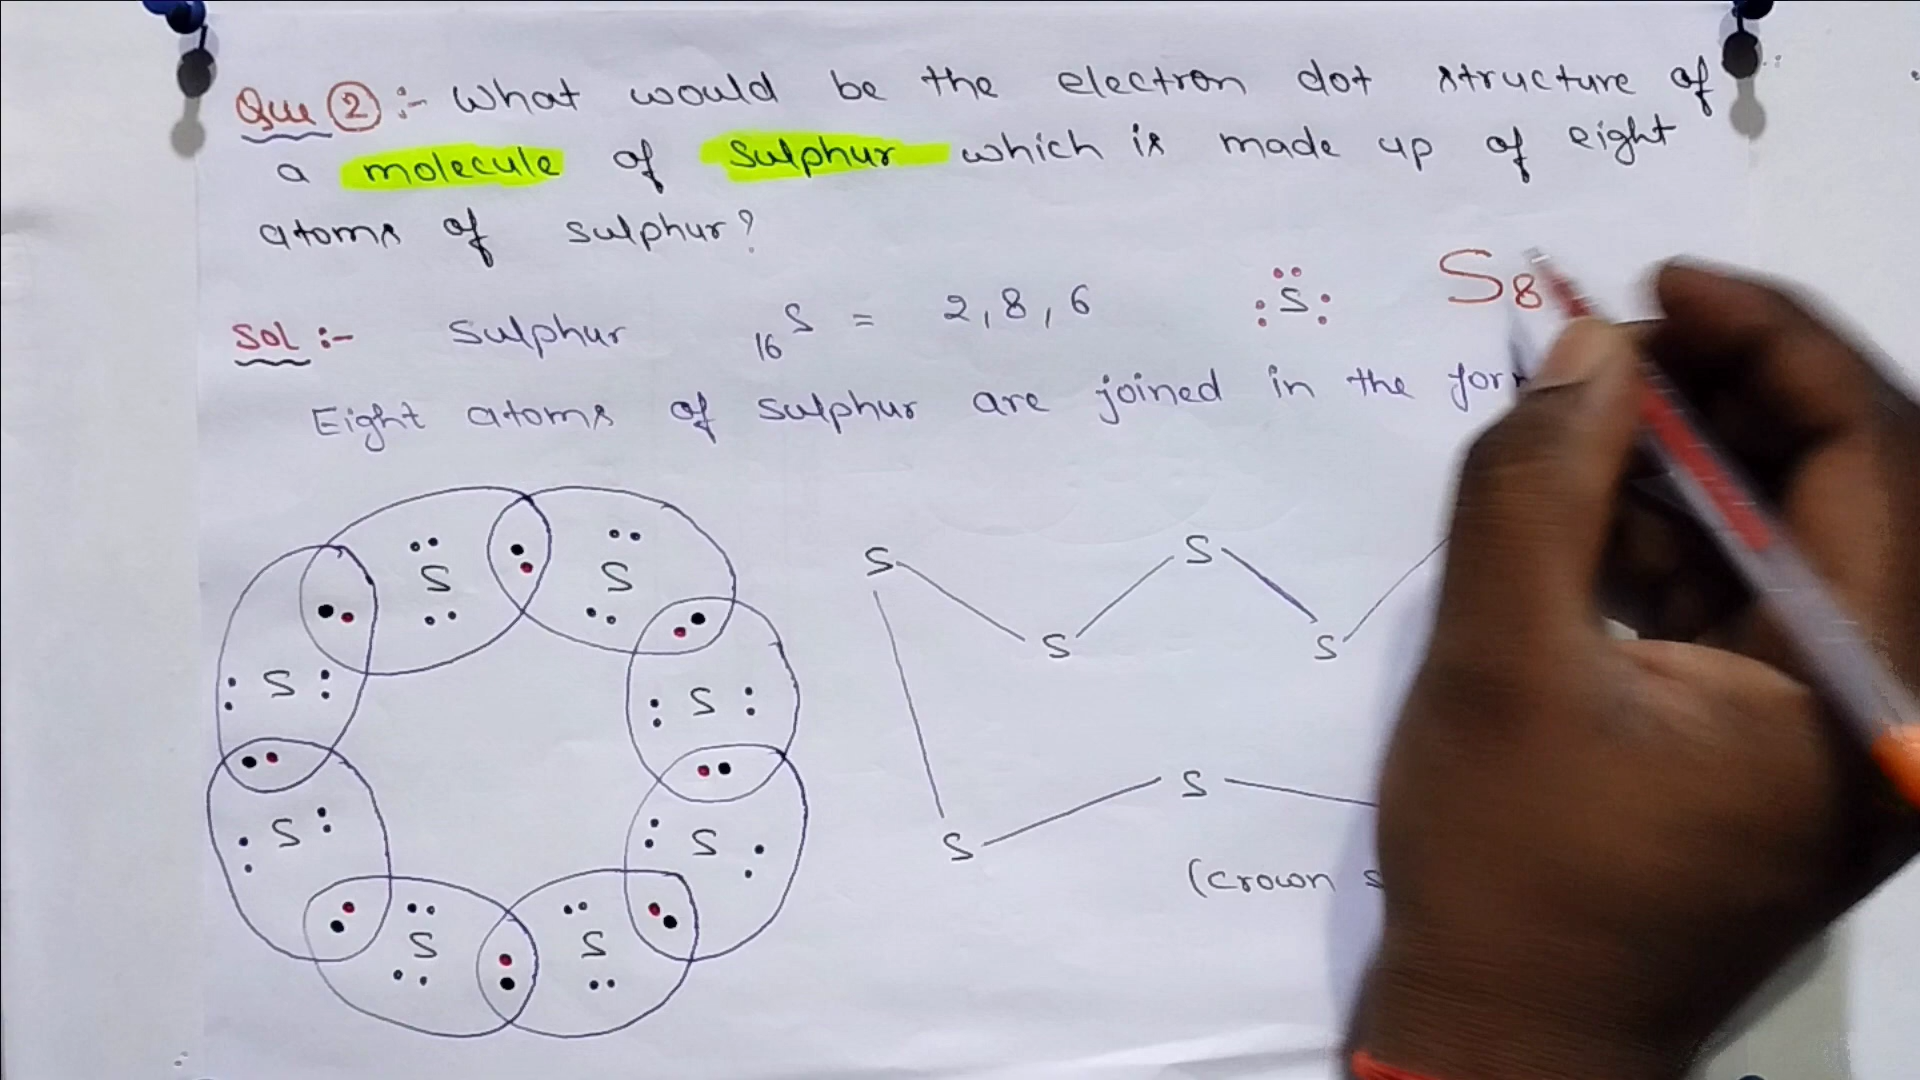 Que ② :- What would be the electron dot structure of
a molecule of sulphur which is made up of eight
atoms of sulphur?
Sol :- Sulphur ₁₆S = 2, 8, 6 S S₈
Eight atoms of sulphur are joined in the
S S
S S
S S
S S
S S S
S S
S S
(crown